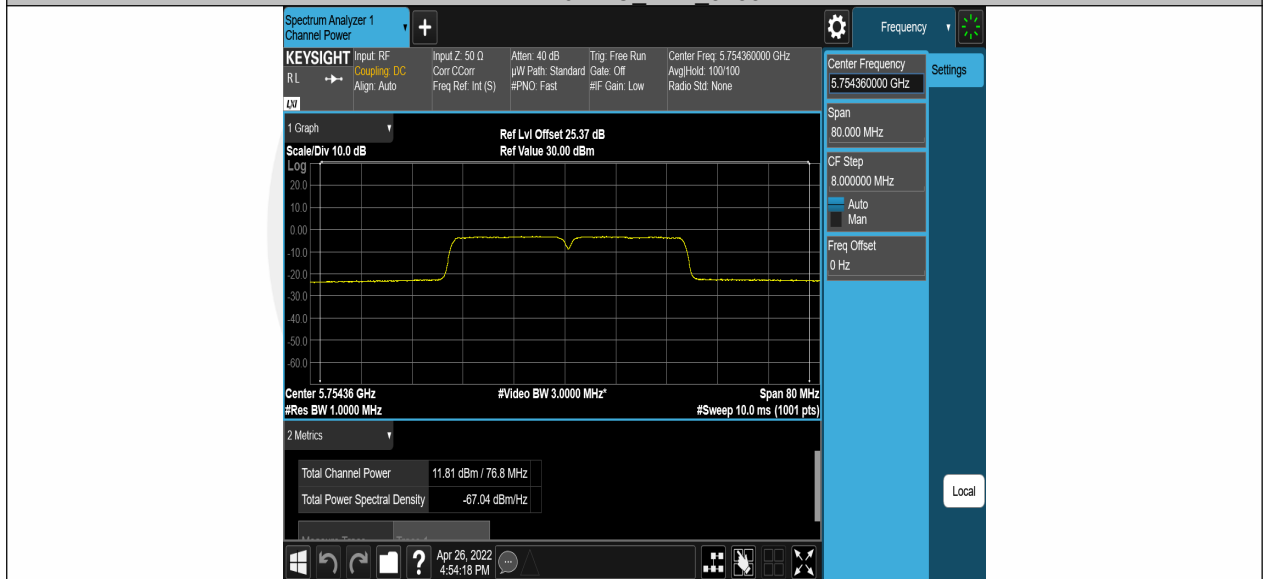 Spectrum Analyzer 1
Channel Power
+
Frequency
KEYSIGHT
RL
LXI
Input: RF
Coupling: DC
Align: Auto
Input Z: 50 Ω
Corr CCorr
Freq Ref: Int (S)
Atten: 40 dB
µW Path: Standard
#PNO: Fast
Trig: Free Run
Gate: Off
#IF Gain: Low
Center Freq: 5.754360000 GHz
Avg|Hold: 100/100
Radio Std: None
Center Frequency
5.754360000 GHz
Settings
Span
80.000 MHz
CF Step
8.000000 MHz
Auto
Man
Freq Offset
0 Hz
Local
1 Graph
Scale/Div 10.0 dB
Ref Lvl Offset 25.37 dB
Ref Value 30.00 dBm
Log
20.0
10.0
0.00
-10.0
-20.0
-30.0
-40.0
-50.0
-60.0
Center 5.75436 GHz
#Video BW 3.0000 MHz*
Span 80 MHz
#Res BW 1.0000 MHz
#Sweep 10.0 ms (1001 pts)
2 Metrics
Total Channel Power 11.81 dBm / 76.8 MHz
Total Power Spectral Density -67.04 dBm/Hz
?
Apr 26, 2022
4:54:18 PM